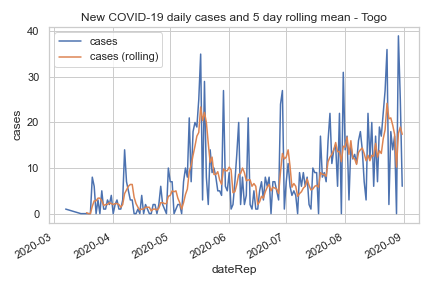 New COVID-19 daily cases and 5 day rolling mean - Togo
cases
cases (rolling)
40
30
20
10
0
cases
2020-03
2020-04
2020-05
2020-06
2020-07
2020-08
2020-09
dateRep